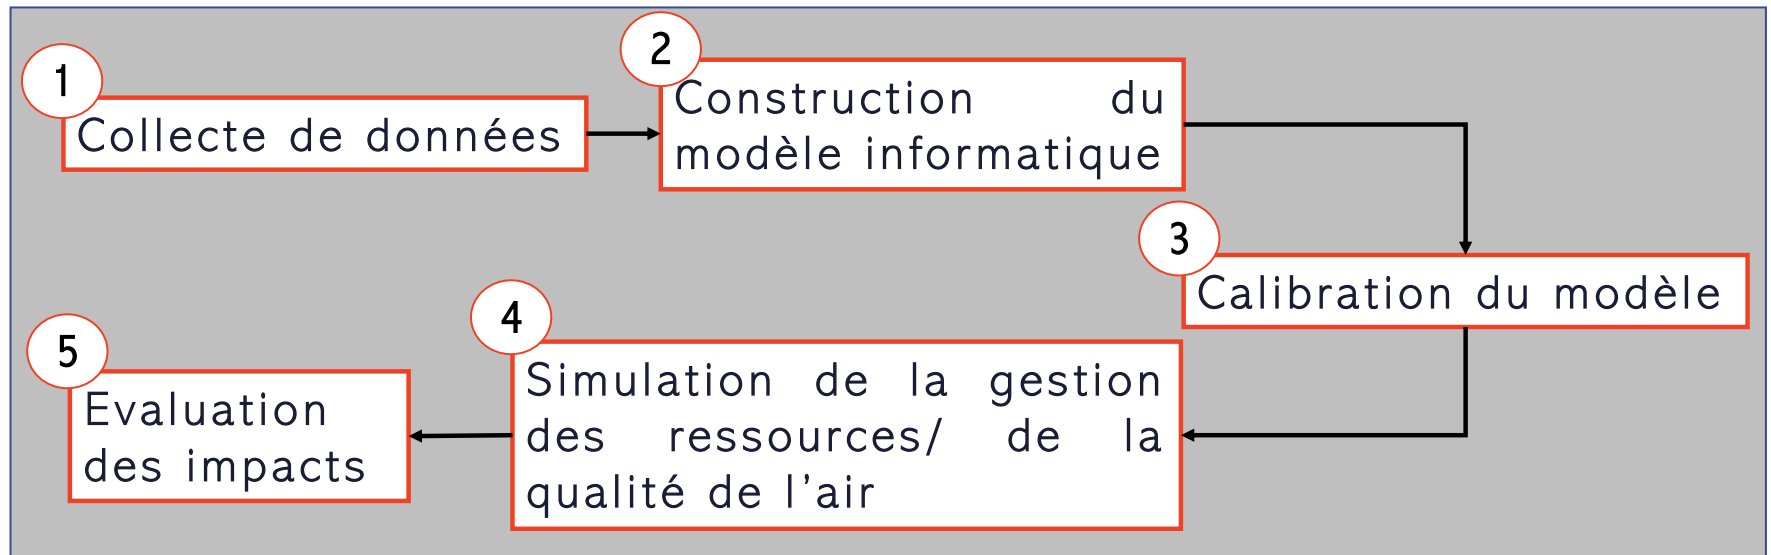 1
Collecte de données
2
Construction du
modèle informatique
3
Calibration du modèle
4
Simulation de la gestion
des ressources/ de la
qualité de l'air
5
Evaluation
des impacts